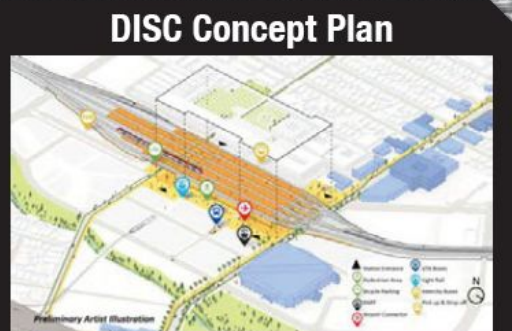 DISC Concept Plan
Station Entrance
Pedestrian Area
Bicycle Parking
Airport Connector
VTA Buses
Light Rail
Intercity Buses
Pick up & Drop off
N
Preliminary Artist Illustration